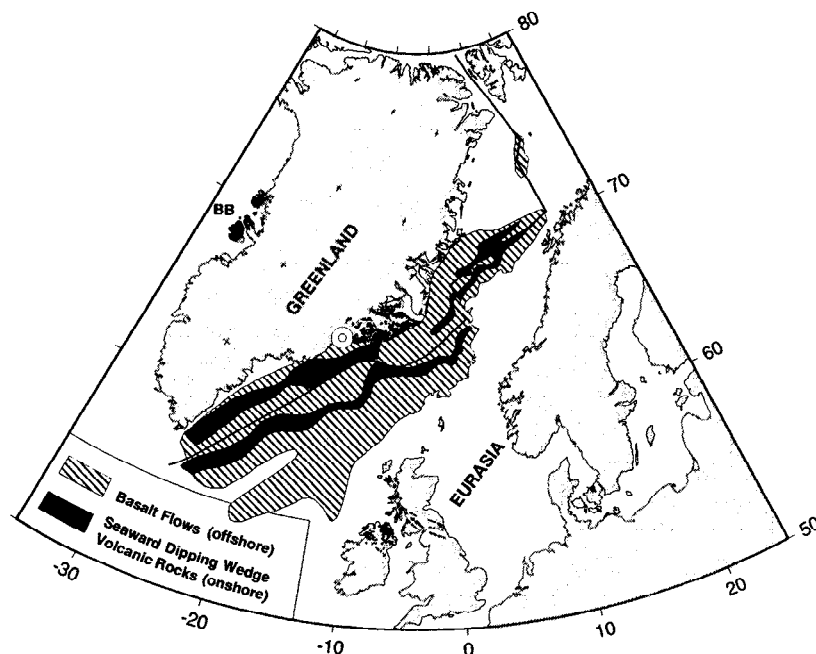 80
70
BB
GREENLAND
60
EURASIA
Basalt Flows (offshore)
Seaward Dipping Wedge
Volcanic Rocks (onshore)
50
-30
20
-20
10
-10
0